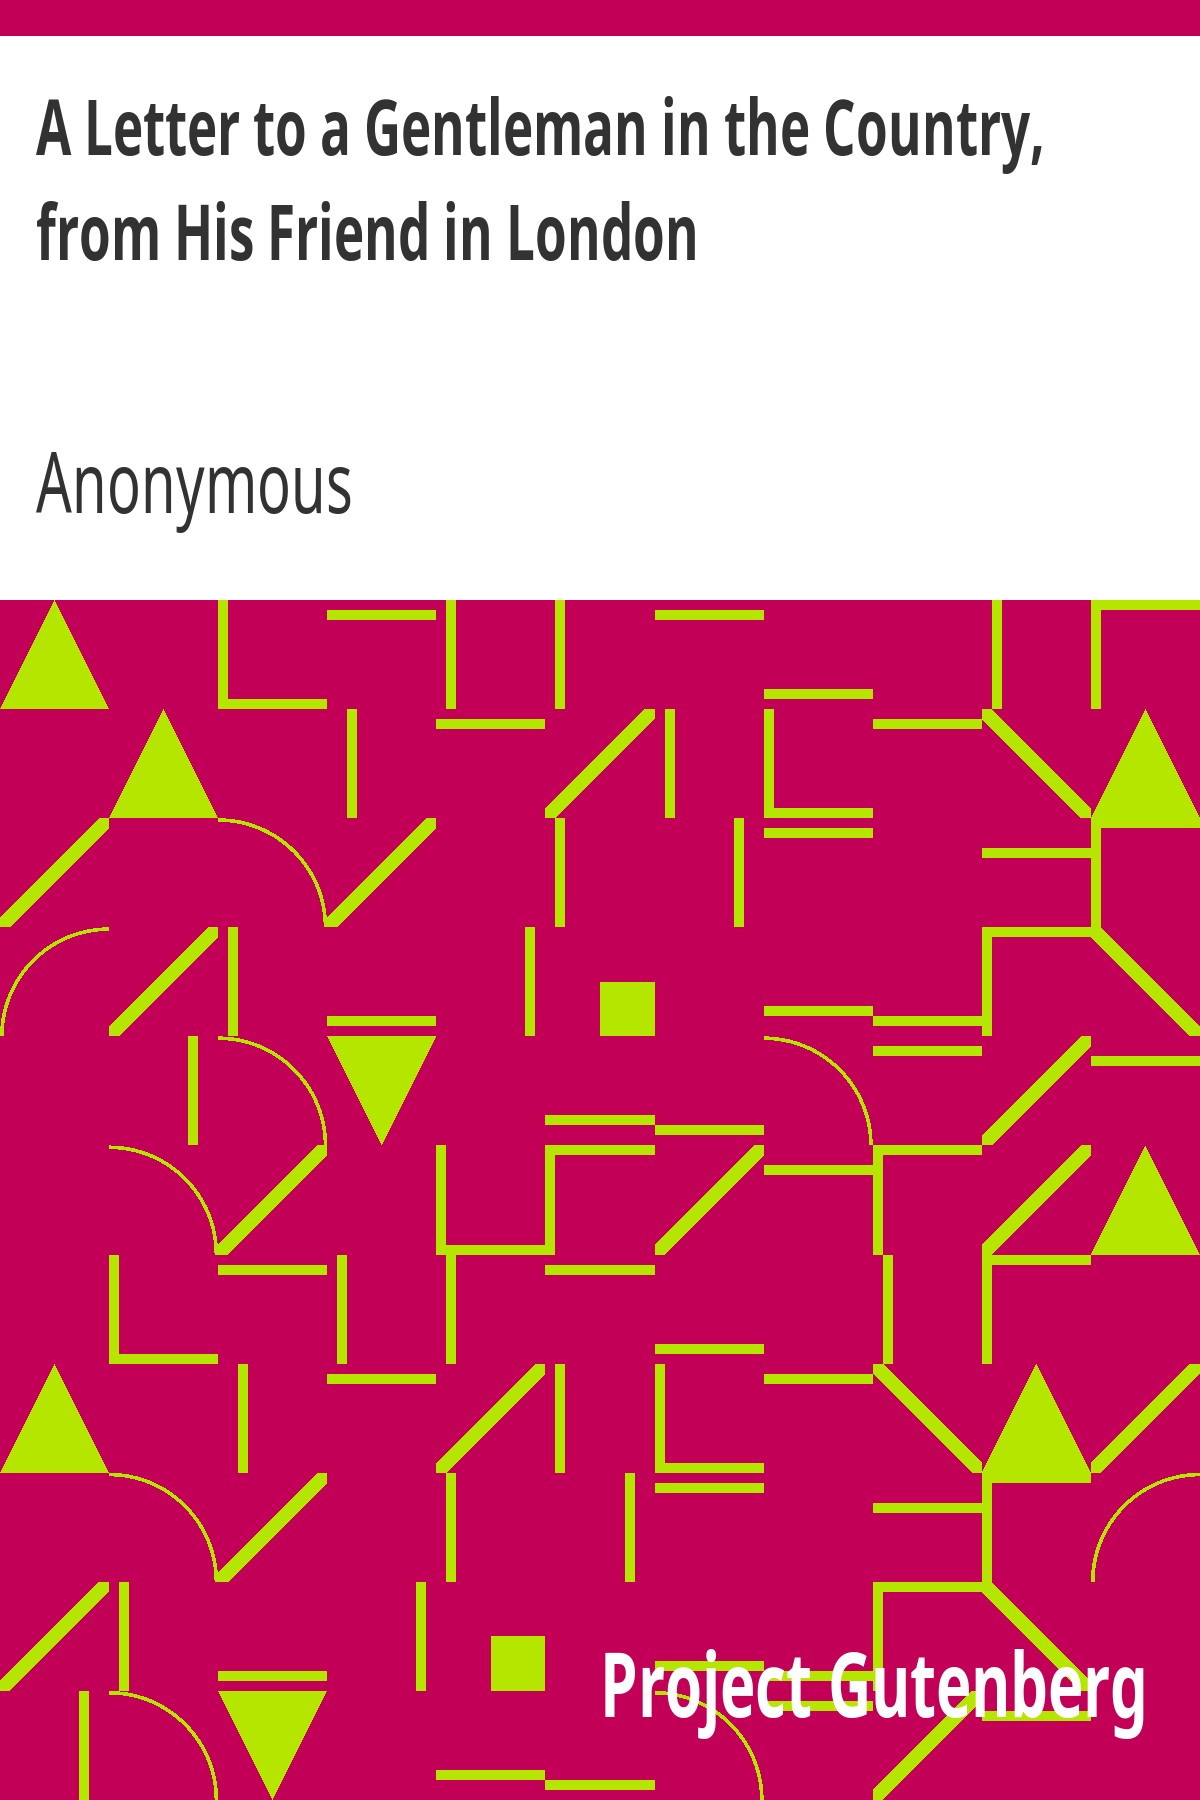 A Letter to a Gentleman in the Country,
from His Friend in London
Anonymous
Project Gutenberg